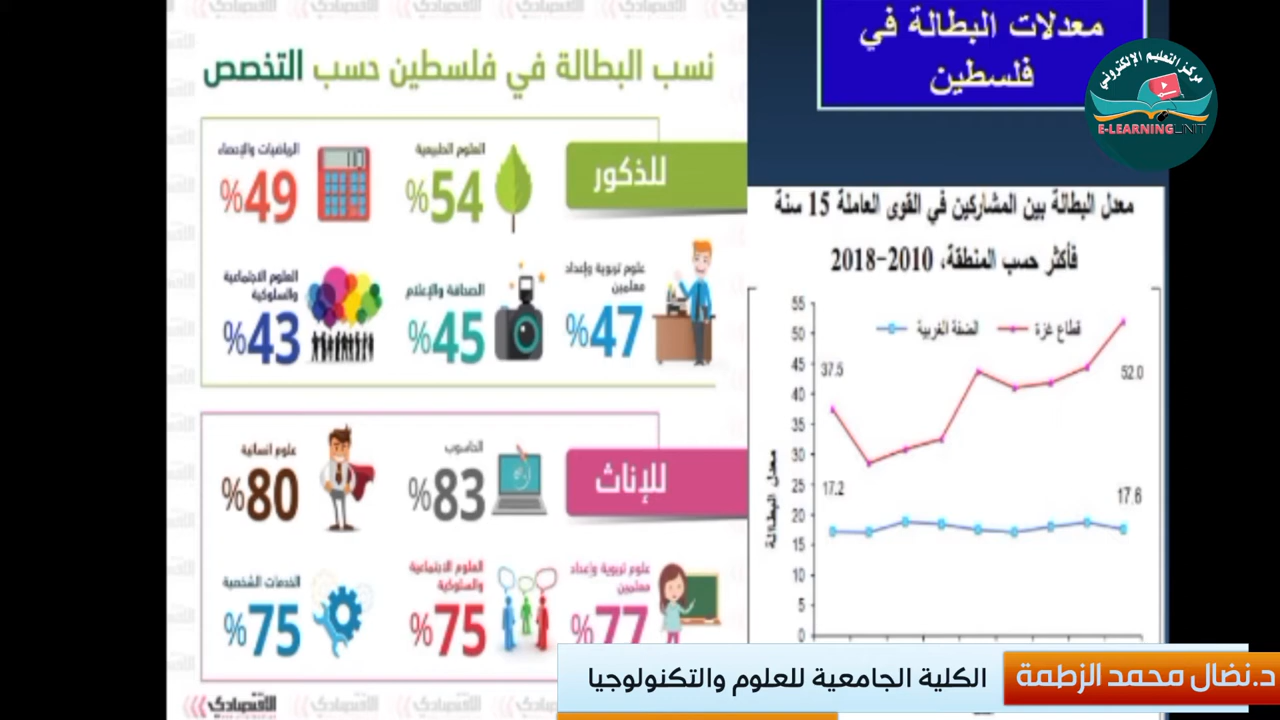 معدلات البطالة في
فلسطين
مركز التعليم الإلكتروني
E-LEARNING UNIT
نسب البطالة في فلسطين حسب التخصص
للذكور
العلوم الطبيعية
%54
الرياضيات والإحصاء
%49
علوم تربوية وإعداد
معلمين
%47
الصحافة والإعلام
%45
العلوم الاجتماعية
والسلوكية
%43
للإناث
الحاسوب
%83
علوم انسانية
%80
علوم تربوية وإعداد
معلمين
%77
العلوم الاجتماعية
والسلوكية
%75
الخدمات الشخصية
%75
الاقتصادي
معدل البطالة بين المشاركين في القوى العاملة 15 سنة
فأكثر حسب المنطقة، 2010-2018
قطاع غزة
الضفة الغربية
معدل البطالة
55
50
45
40
35
30
25
20
15
10
5
0
37.5
52.0
17.2
17.6
د.نضال محمد الزطمة
الكلية الجامعية للعلوم والتكنولوجيا